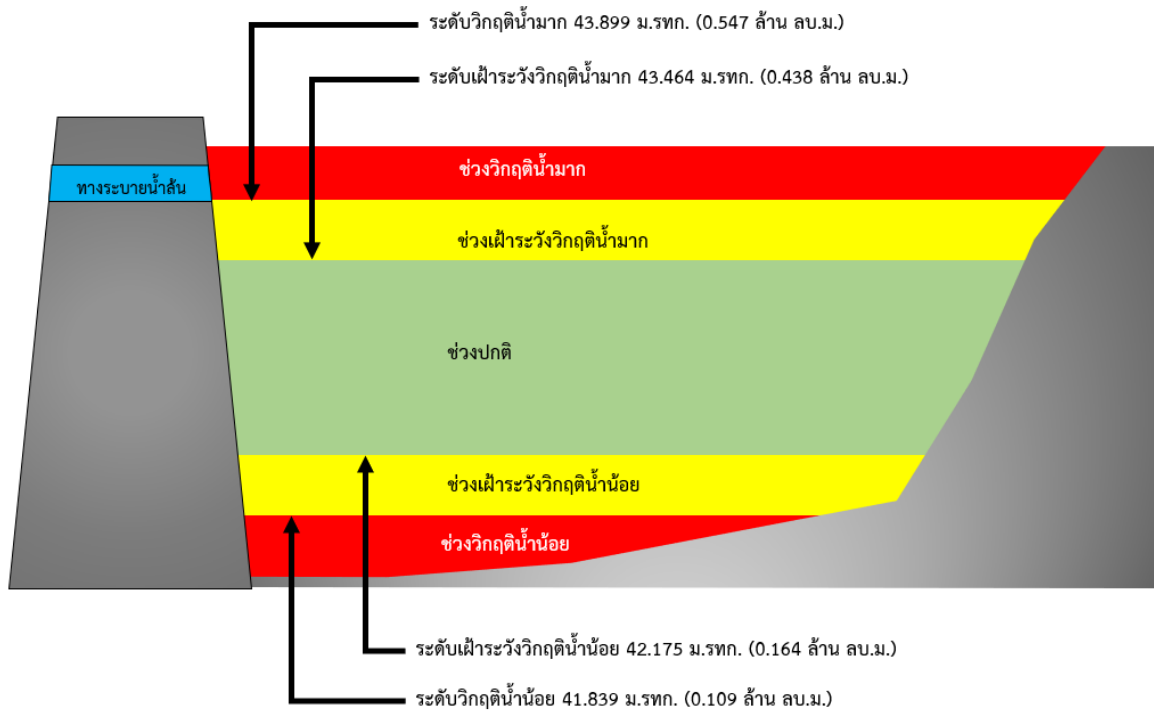 ระดับวิกฤติน้ำมาก 43.899 ม.รทก. (0.547 ล้าน ลบ.ม.)
ระดับเฝ้าระวังวิกฤติน้ำมาก 43.464 ม.รทก. (0.438 ล้าน ลบ.ม.)
ช่วงวิกฤติน้ำมาก
ทางระบายน้ำล้น
ช่วงเฝ้าระวังวิกฤติน้ำมาก
ช่วงปกติ
ช่วงเฝ้าระวังวิกฤติน้ำน้อย
ช่วงวิกฤติน้ำน้อย
ระดับเฝ้าระวังวิกฤติน้ำน้อย 42.175 ม.รทก. (0.164 ล้าน ลบ.ม.)
ระดับวิกฤติน้ำน้อย 41.839 ม.รทก. (0.109 ล้าน ลบ.ม.)